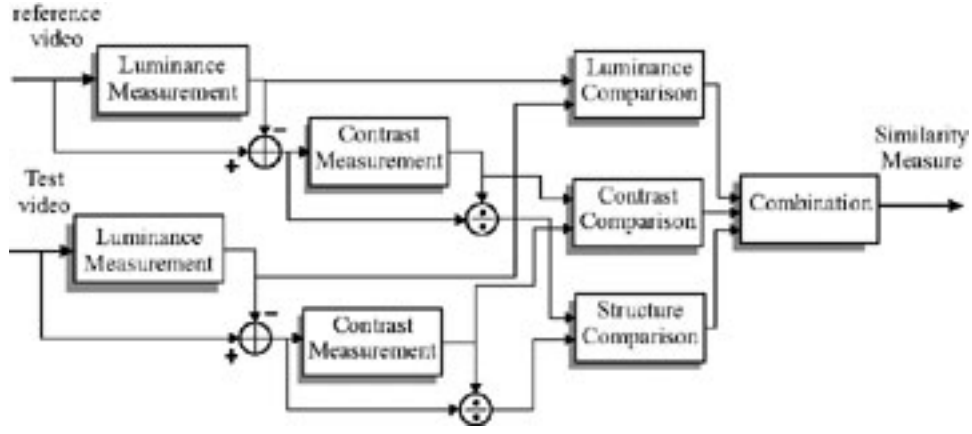 reference
video
Luminance
Measurement
Luminance
Comparison
−
+
Contrast
Measurement
Similarity
Measure
Test
video
÷
Contrast
Comparison
Combination
Luminance
Measurement
−
+
Contrast
Measurement
Structure
Comparison
÷